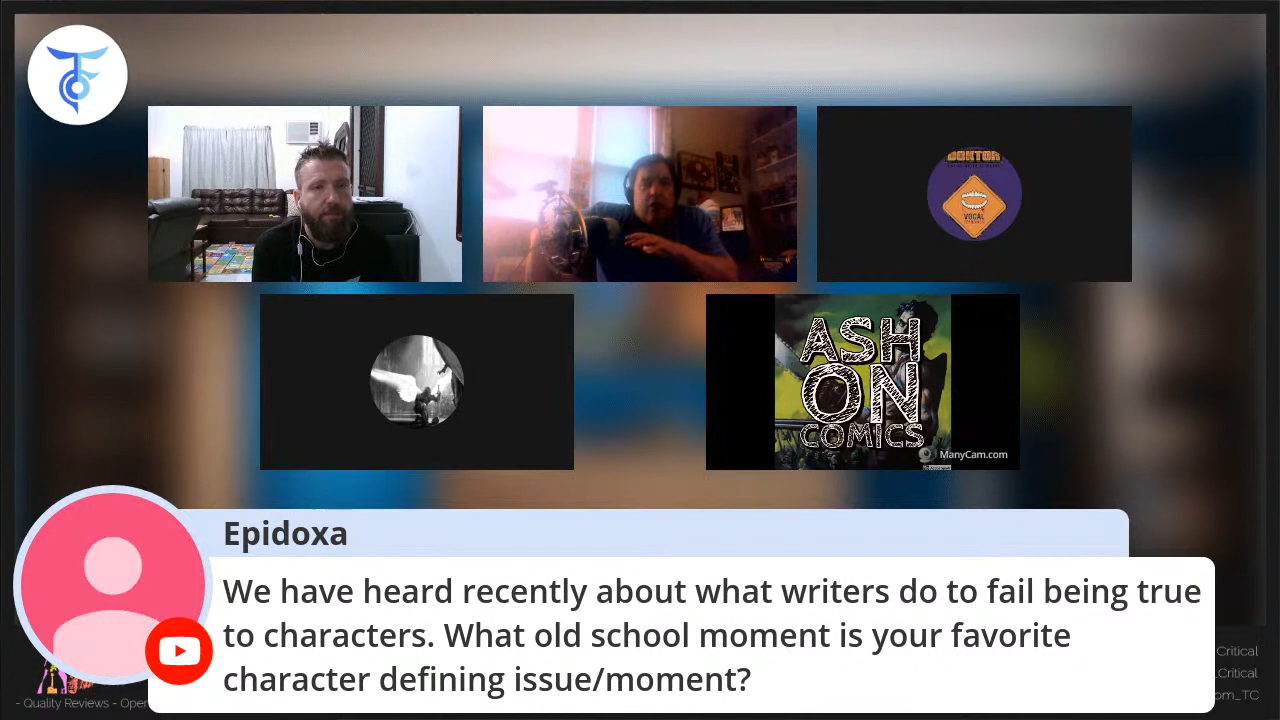 DOKTOR
VOCAL
ASH
ON
COMICS
ManyCam.com
Epidoxa
We have heard recently about what writers do to fail being true
to characters. What old school moment is your favorite
character defining issue/moment?
Critical
_Critical
om_TC
- Quality Reviews - Oper